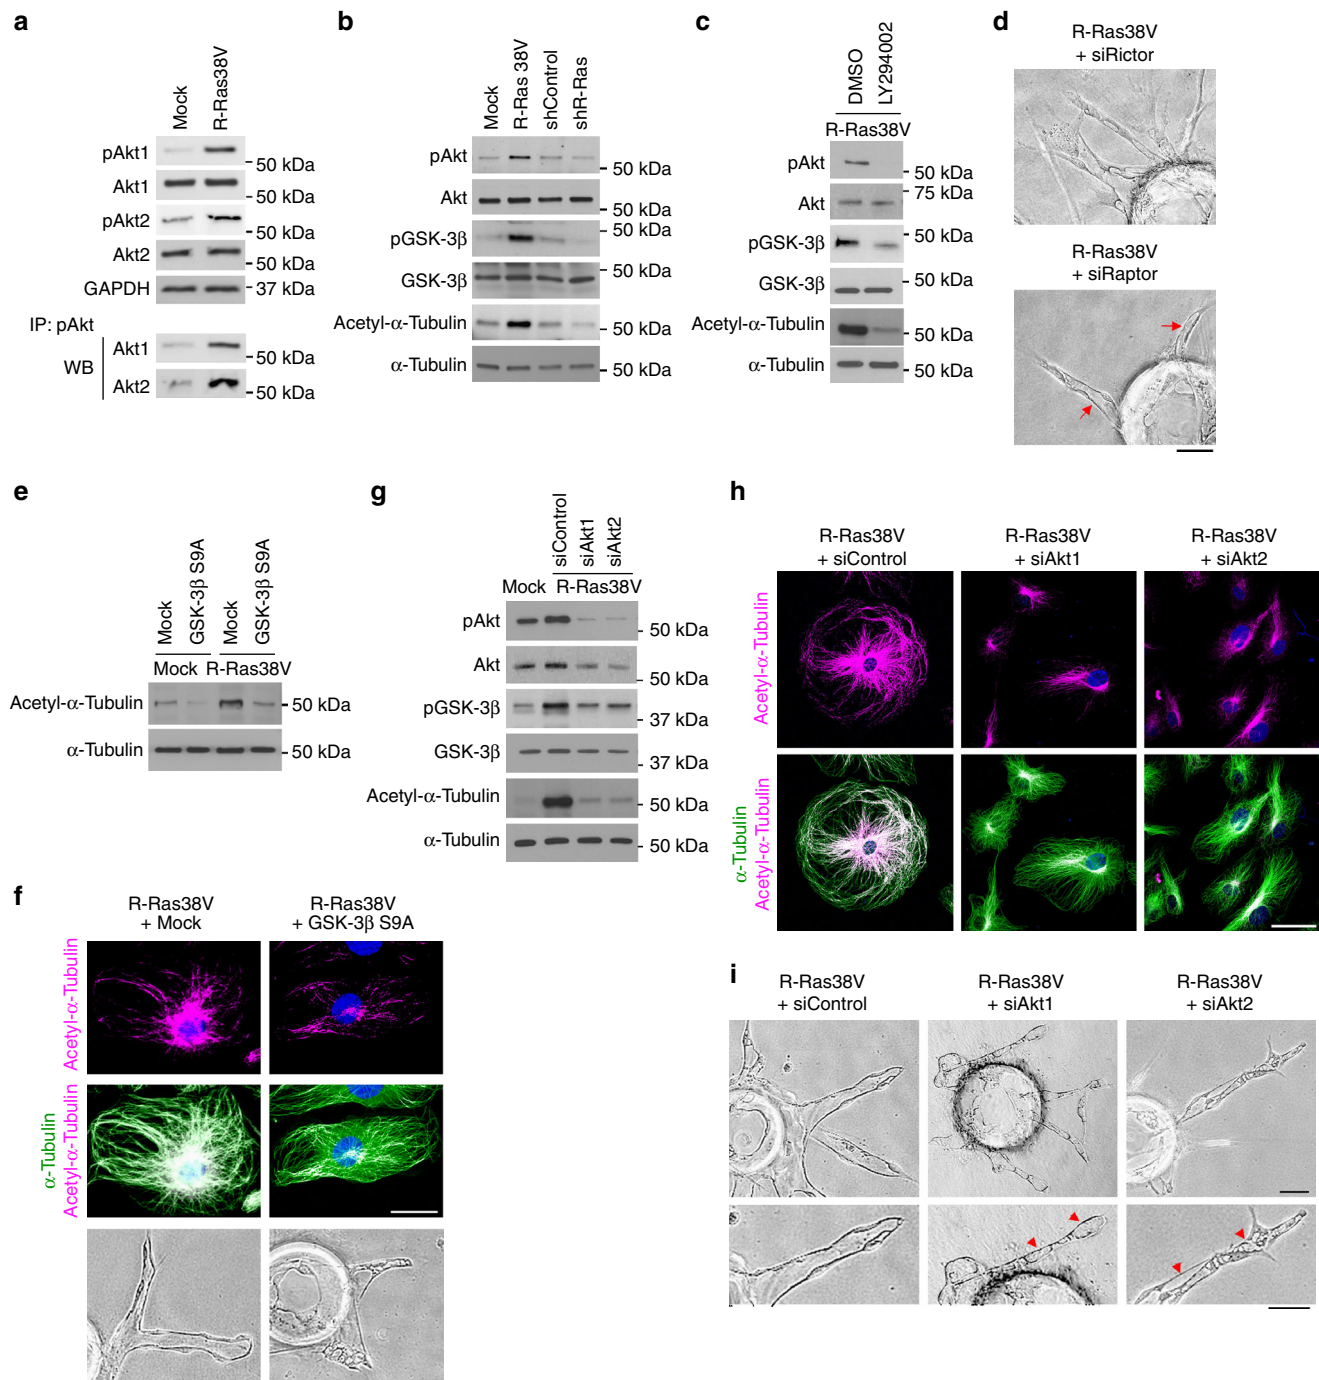 a
Mock
R-Ras38V
pAkt1
50 kDa
Akt1
pAkt2
50 kDa
Akt2
50 kDa
GAPDH
37 kDa
IP: pAkt
WB
Akt1
50 kDa
Akt2
50 kDa
b
Mock
R-Ras 38V
shControl
shR-Ras
pAkt
50 kDa
Akt
50 kDa
pGSK-3β
50 kDa
GSK-3β
50 kDa
Acetyl-α-Tubulin
50 kDa
α-Tubulin
50 kDa
c
DMSO
LY294002
R-Ras38V
pAkt
50 kDa
75 kDa
Akt
pGSK-3β
50 kDa
GSK-3β
50 kDa
Acetyl-α-Tubulin
50 kDa
α-Tubulin
50 kDa
d
R-Ras38V
+ siRictor
R-Ras38V
+ siRaptor
e
Mock
GSK-3β S9A
Mock
GSK-3β S9A
Mock
R-Ras38V
Acetyl-α-Tubulin
50 kDa
α-Tubulin
50 kDa
g
siControl
siAkt1
siAkt2
Mock
R-Ras38V
pAkt
50 kDa
Akt
50 kDa
pGSK-3β
37 kDa
GSK-3β
37 kDa
Acetyl-α-Tubulin
50 kDa
α-Tubulin
50 kDa
h
R-Ras38V
+ siControl
R-Ras38V
+ siAkt1
R-Ras38V
+ siAkt2
Acetyl-α-Tubulin
α-Tubulin
Acetyl-α-Tubulin
f
R-Ras38V
+ Mock
R-Ras38V
+ GSK-3β S9A
Acetyl-α-Tubulin
α-Tubulin
Acetyl-α-Tubulin
i
R-Ras38V
+ siControl
R-Ras38V
+ siAkt1
R-Ras38V
+ siAkt2